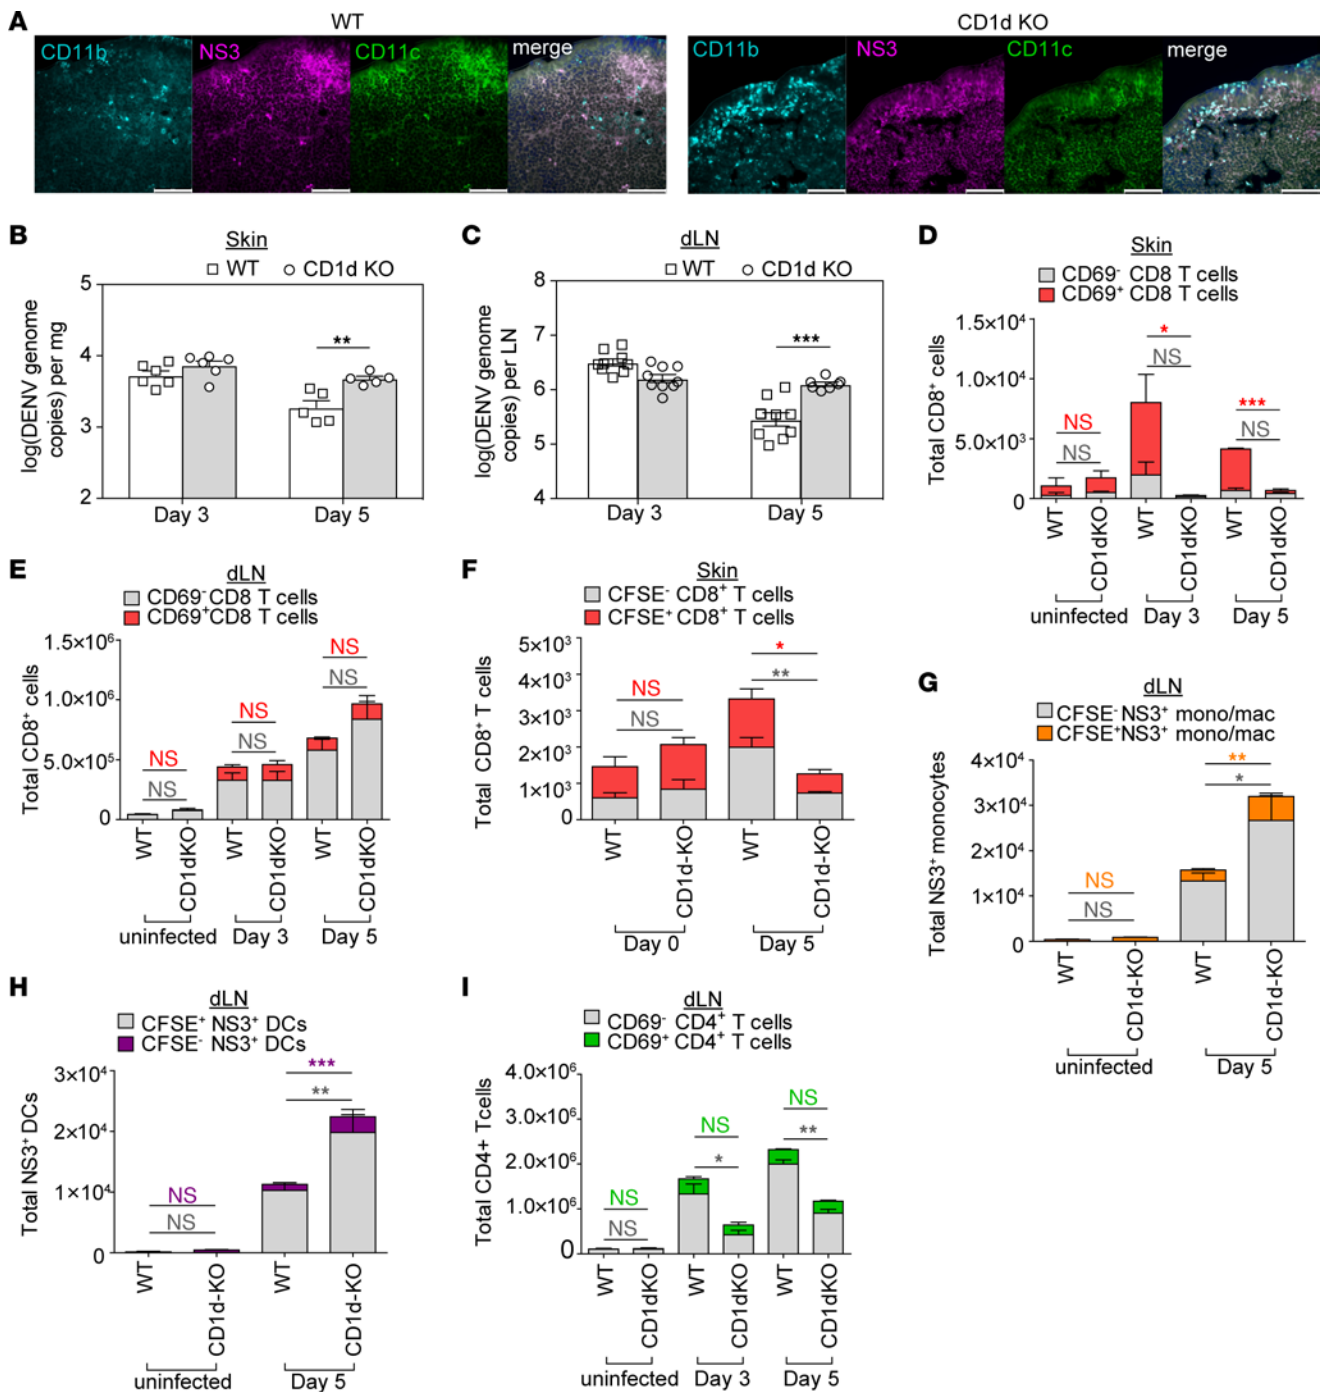 A
WT
CD1d KO
CD11b
NS3
CD11c
merge
CD11b
NS3
CD11c
merge
B
Skin
WT
CD1d KO
log(DENV genome
copies) per mg
5
4
3
2
**
Day 3
Day 5
C
dLN
WT
CD1d KO
log(DENV genome
copies) per LN
8
7
6
5
4
***
Day 3
Day 5
D
Skin
CD69⁻ CD8 T cells
CD69⁺ CD8 T cells
Total CD8⁺ cells
1.5×10⁴
1.0×10⁴
5.0×10³
0
NS
NS
*
NS
***
NS
WT
CD1dKO
WT
CD1dKO
WT
CD1dKO
uninfected
Day 3
Day 5
E
dLN
CD69⁻CD8 T cells
CD69⁺CD8 T cells
Total CD8⁺ cells
1.5×10⁶
1.0×10⁶
5.0×10⁵
0
NS
NS
NS
NS
NS
NS
WT
CD1dKO
WT
CD1dKO
WT
CD1dKO
uninfected
Day 3
Day 5
F
Skin
CFSE⁻ CD8⁺ T cells
CFSE⁺ CD8⁺ T cells
Total CD8⁺ T cells
5×10³
4×10³
3×10³
2×10³
1×10³
0
NS
NS
*
**
WT
CD1d-KO
WT
CD1d-KO
Day 0
Day 5
G
dLN
CFSE⁻NS3⁺ mono/mac
CFSE⁺NS3⁺ mono/mac
Total NS3⁺ monocytes
4×10⁴
3×10⁴
2×10⁴
1×10⁴
0
NS
NS
**
*
WT
CD1d-KO
WT
CD1d-KO
uninfected
Day 5
H
dLN
CFSE⁺ NS3⁺ DCs
CFSE⁻ NS3⁺ DCs
Total NS3⁺ DCs
3×10⁴
2×10⁴
1×10⁴
0
NS
NS
***
**
WT
CD1d-KO
WT
CD1d-KO
uninfected
Day 5
I
dLN
CD69⁻ CD4⁺ T cells
CD69⁺ CD4⁺ T cells
Total CD4+ Tcells
4.0×10⁶
3.0×10⁶
2.0×10⁶
1.0×10⁶
0
NS
NS
NS
*
NS
**
WT
CD1dKO
WT
CD1dKO
WT
CD1dKO
uninfected
Day 3
Day 5